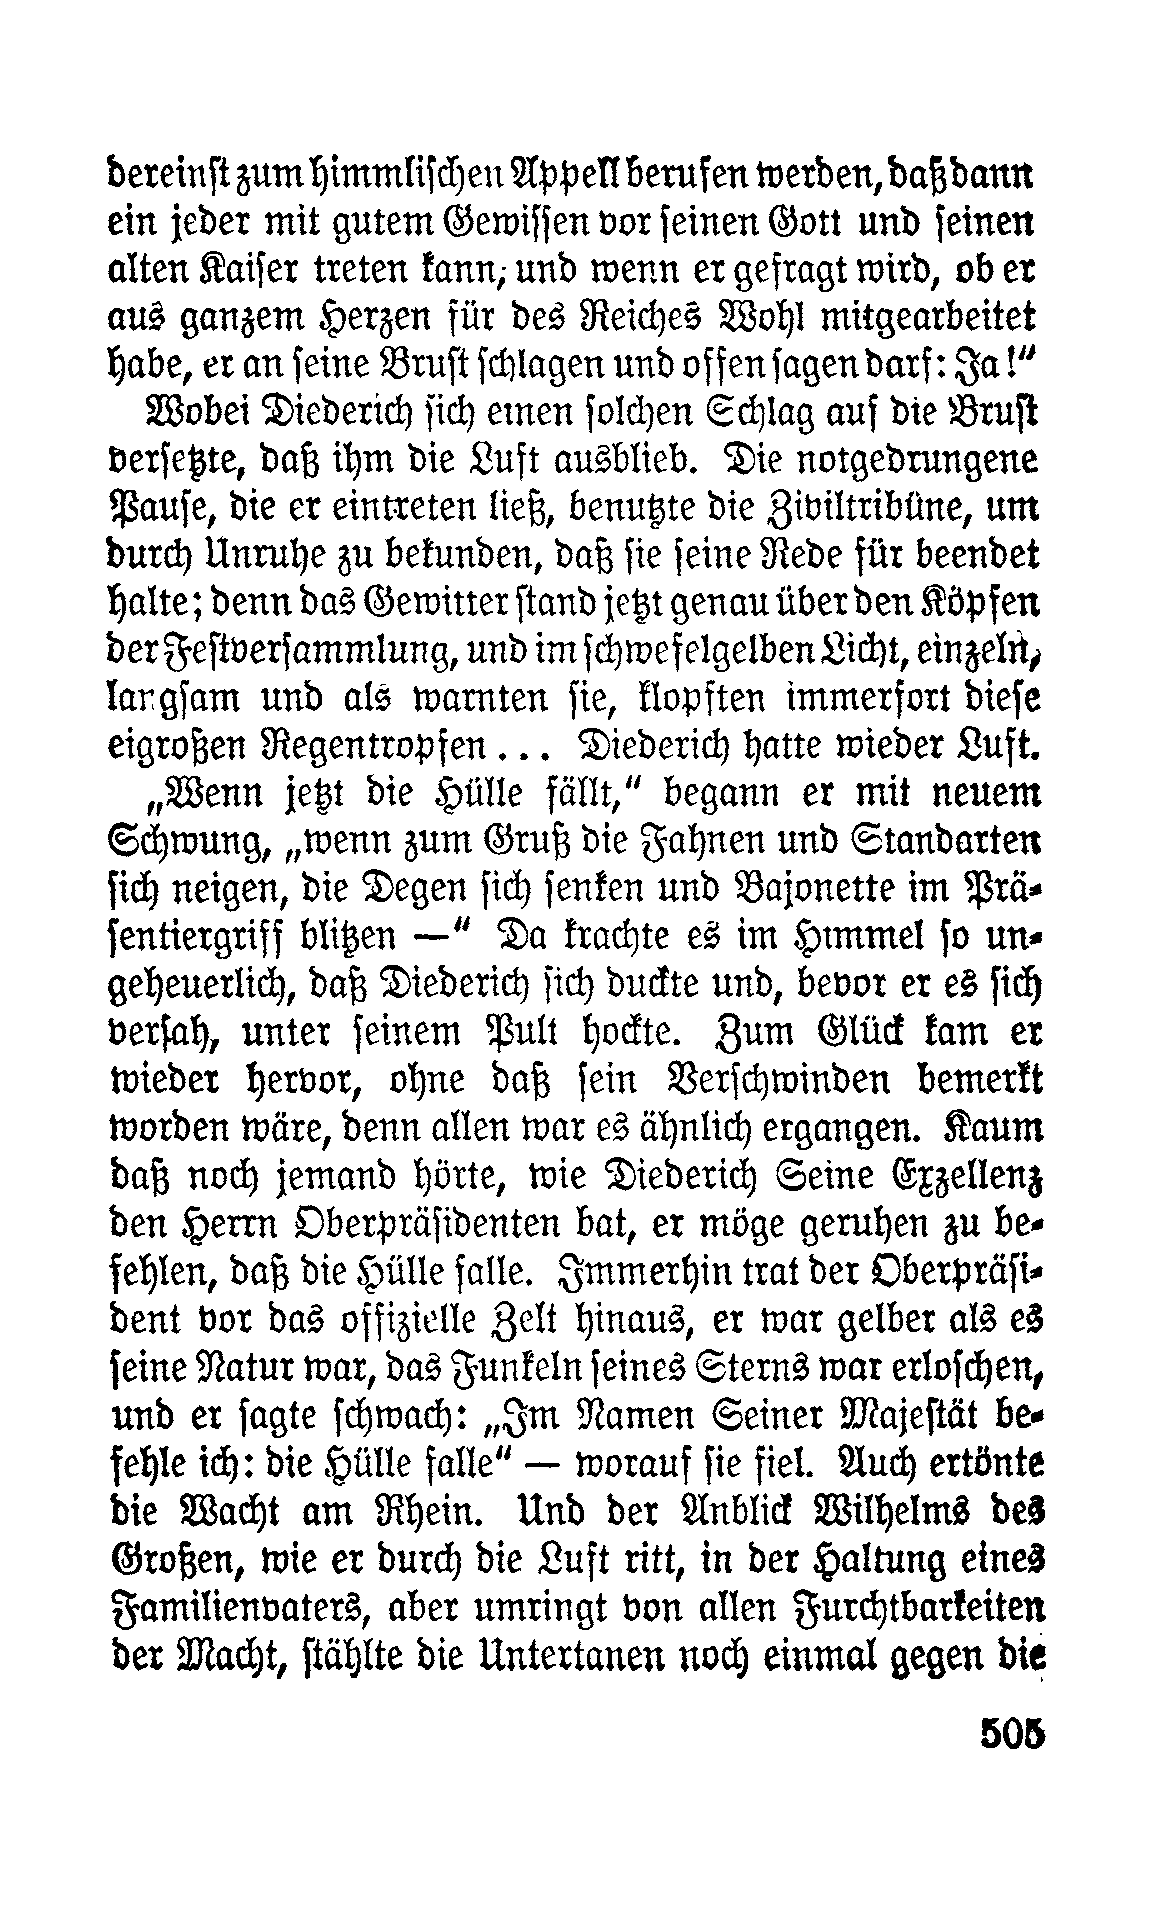 dereinst zum himmlischen Appell berufen werden, daß dann
ein jeder mit gutem Gewissen vor seinen Gott und seinen
alten Kaiser treten kann; und wenn er gefragt wird, ob er
aus ganzem Herzen für des Reiches Wohl mitgearbeitet
habe, er an seine Brust schlagen und offen sagen darf: Ja!“
Wobei Diederich sich einen solchen Schlag auf die Brust
versetzte, daß ihm die Luft ausblieb. Die notgedrungene
Pause, die er eintreten ließ, benutzte die Ziviltribüne, um
durch Unruhe zu bekunden, daß sie seine Rede für beendet
halte; denn das Gewitter stand jetzt genau über den Köpfen
der Festversammlung, und im schwefelgelben Licht, einzeln,
langsam und als warnten sie, klopften immerfort diese
eigroßen Regentropfen ... Diederich hatte wieder Luft.
„Wenn jetzt die Hülle fällt,“ begann er mit neuem
Schwung, „wenn zum Gruß die Fahnen und Standarten
sich neigen, die Degen sich senken und Bajonette im Prä-
sentiergriff blitzen —“ Da krachte es im Himmel so un-
geheuerlich, daß Diederich sich duckte und, bevor er es sich
versah, unter seinem Pult hockte. Zum Glück kam er
wieder hervor, ohne daß sein Verschwinden bemerkt
worden wäre, denn allen war es ähnlich ergangen. Kaum
daß noch jemand hörte, wie Diederich Seine Exzellenz
den Herrn Oberpräsidenten bat, er möge geruhen zu be-
fehlen, daß die Hülle falle. Immerhin trat der Oberpräsi-
dent vor das offizielle Zelt hinaus, er war gelber als es
seine Natur war, das Funkeln seines Sterns war erloschen,
und er sagte schwach: „Im Namen Seiner Majestät be-
fehle ich: die Hülle falle“ — worauf sie fiel. Auch ertönte
die Wacht am Rhein. Und der Anblick Wilhelms des
Großen, wie er durch die Luft ritt, in der Haltung eines
Familienvaters, aber umringt von allen Furchtbarkeiten
der Macht, stählte die Untertanen noch einmal gegen die
505